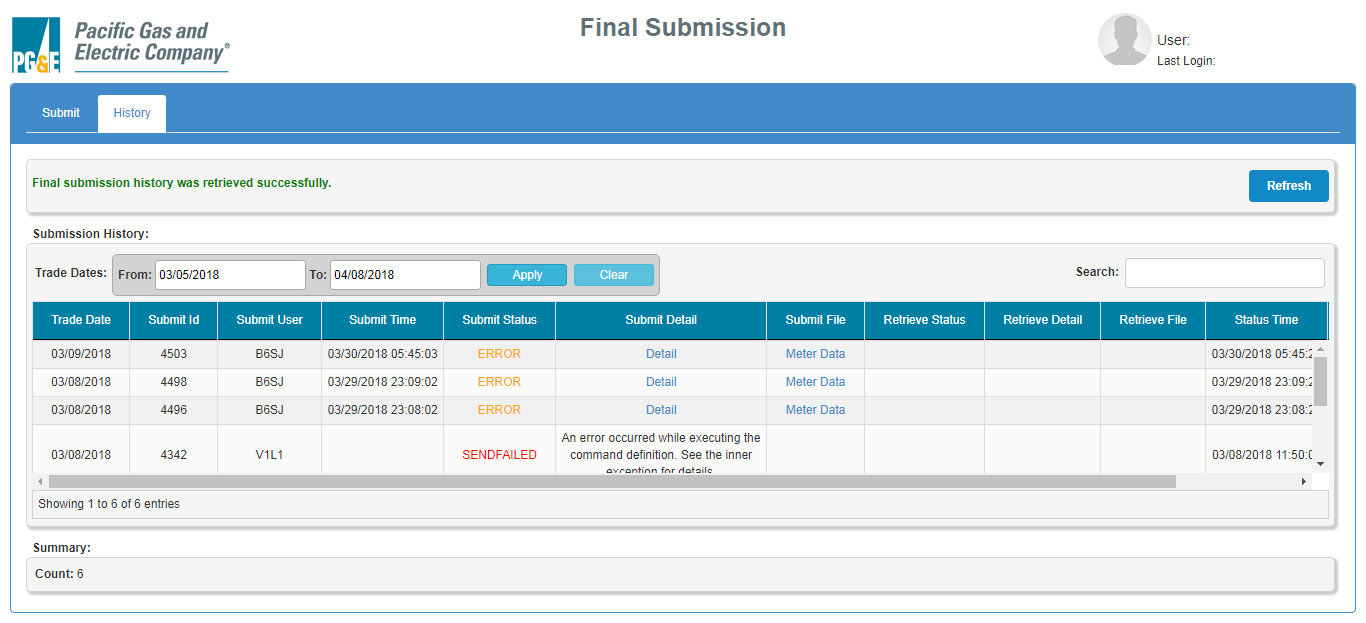 PG&E
Pacific Gas and
Electric Company®
Final Submission
User:
Last Login:
Submit History
Final submission history was retrieved successfully.
Refresh
Submission History:
Trade Dates: From: 03/05/2018 To: 04/08/2018 Apply Clear Search:
Trade Date Submit Id Submit User Submit Time Submit Status Submit Detail Submit File Retrieve Status Retrieve Detail Retrieve File Status Time
03/09/2018 4503 B6SJ 03/30/2018 05:45:03 ERROR Detail Meter Data 03/30/2018 05:45:2
03/08/2018 4498 B6SJ 03/29/2018 23:09:02 ERROR Detail Meter Data 03/29/2018 23:09:2
03/08/2018 4496 B6SJ 03/29/2018 23:08:02 ERROR Detail Meter Data 03/29/2018 23:08:2
An error occurred while executing the
03/08/2018 4342 V1L1 SENDFAILED command definition. See the inner 03/08/2018 11:50:0
exception for details.
Showing 1 to 6 of 6 entries
Summary:
Count: 6